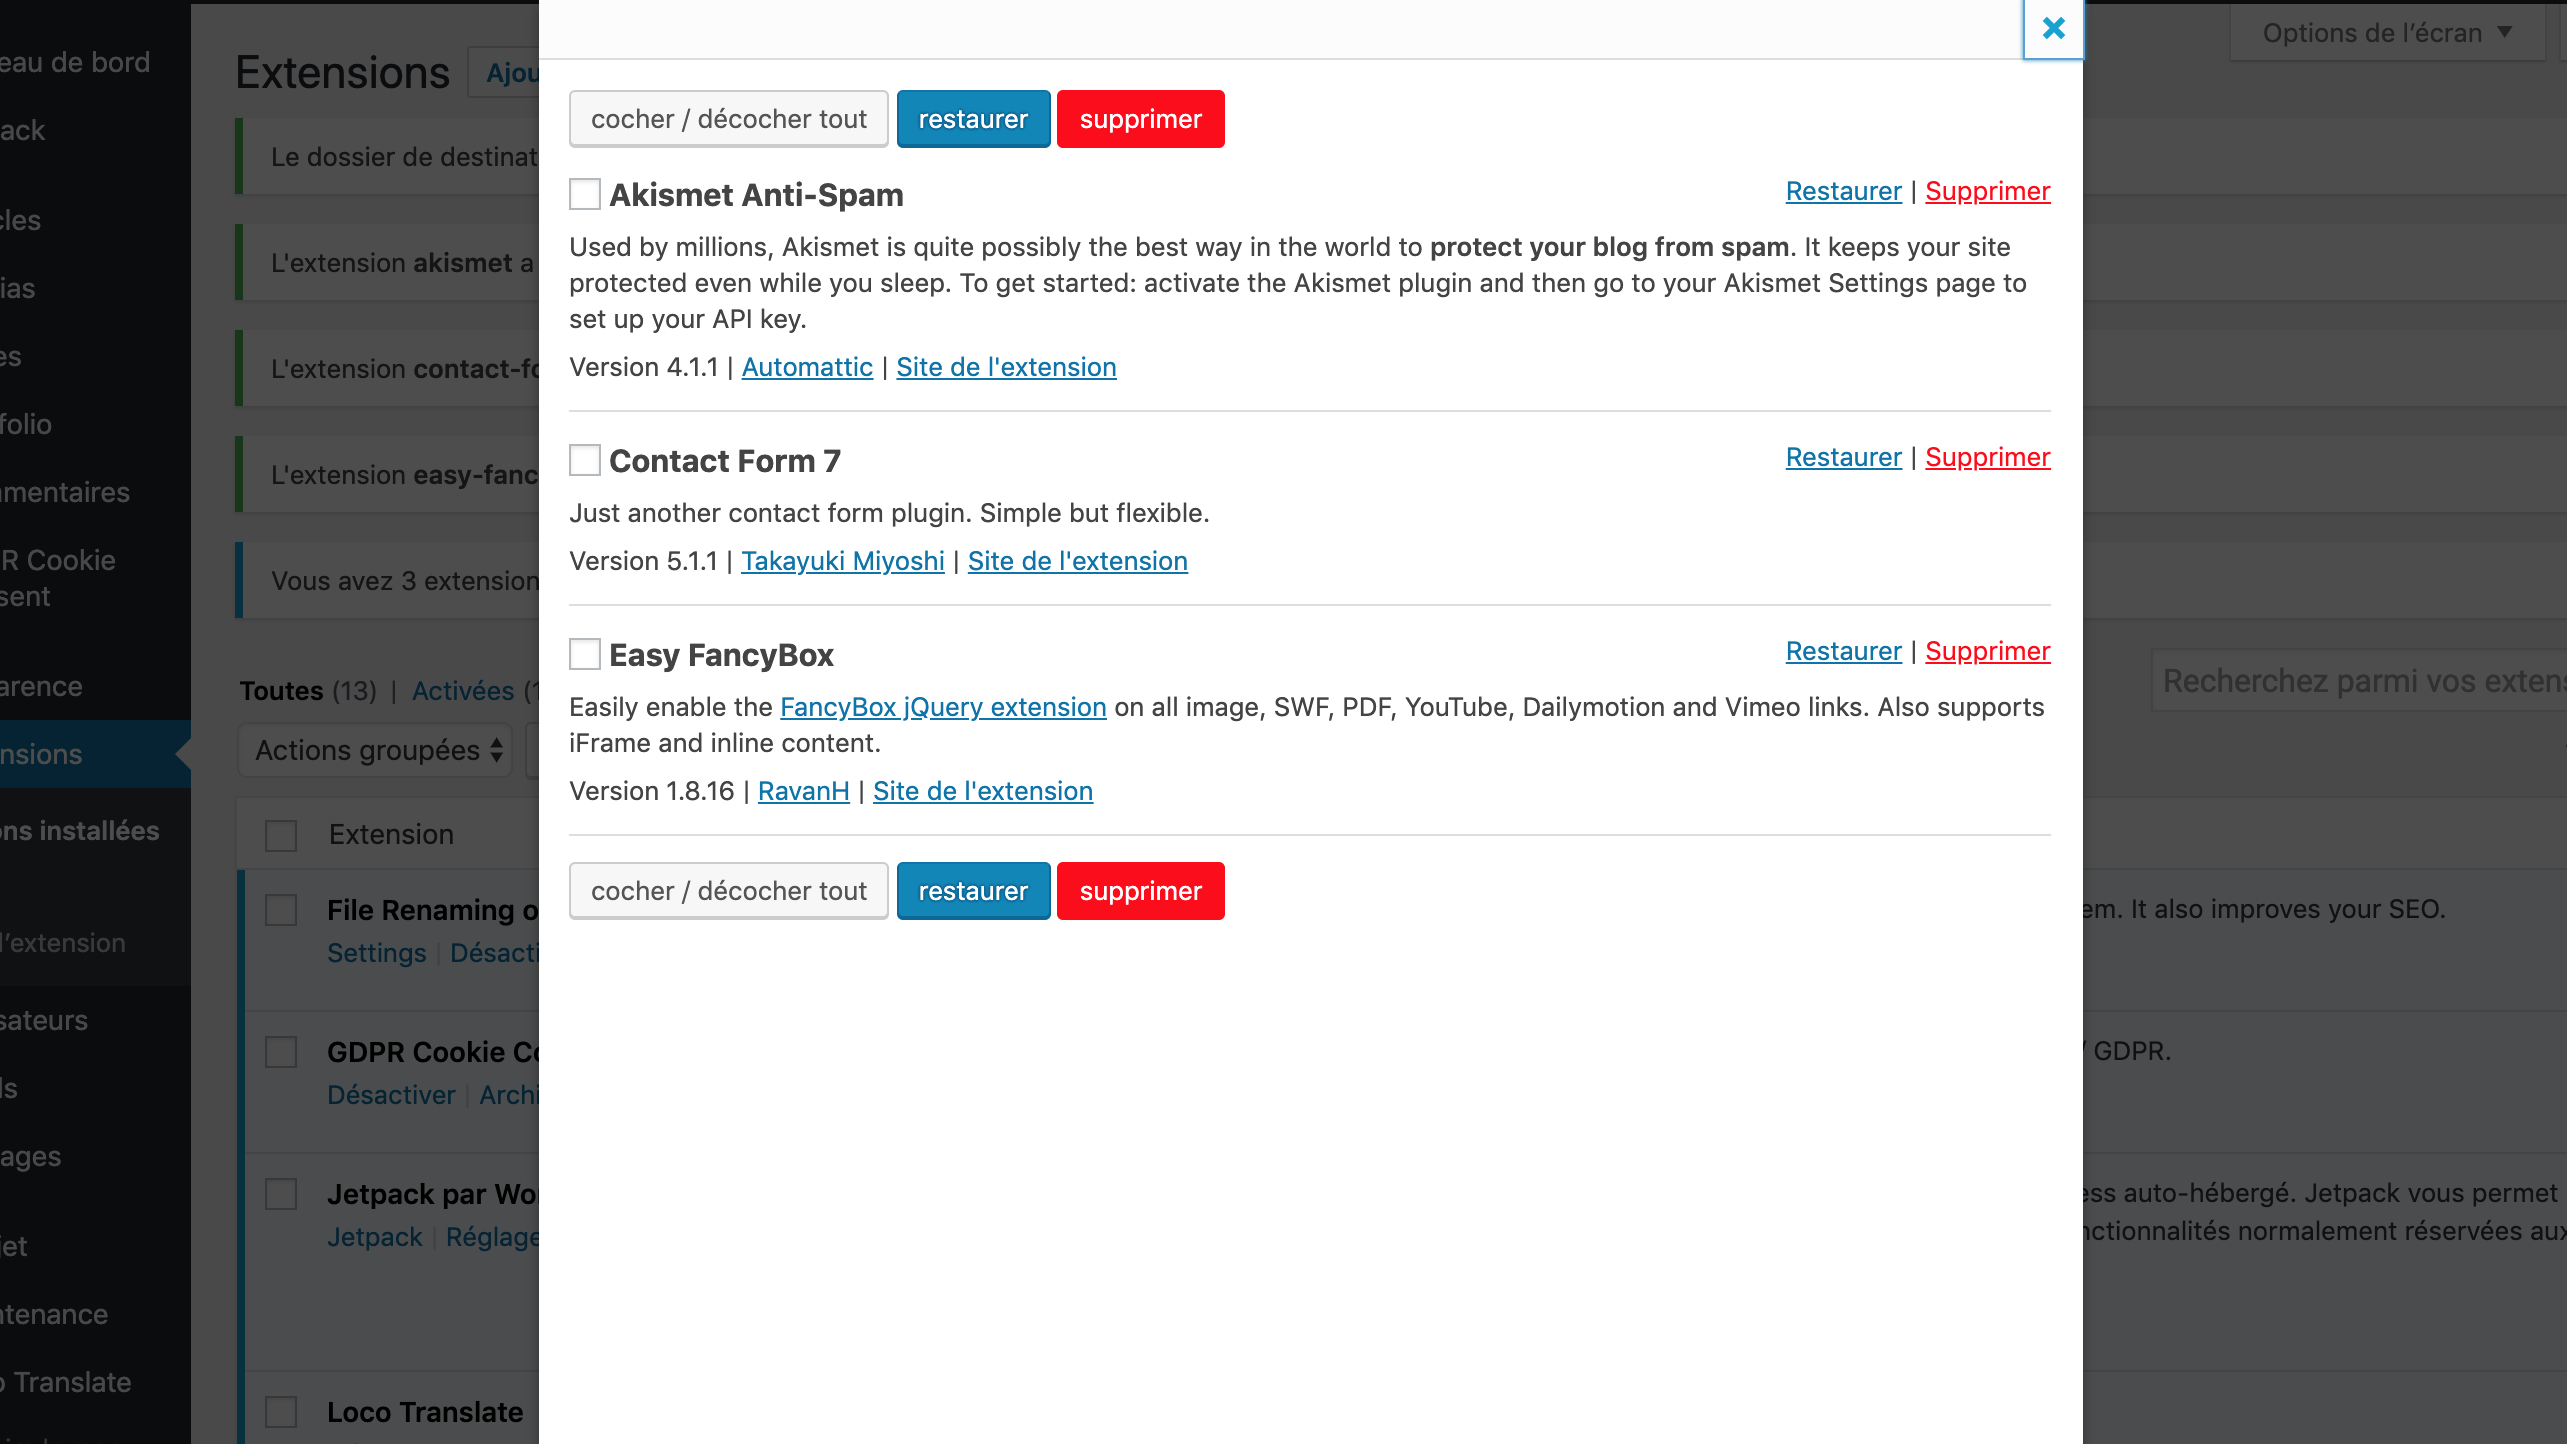 eau de bord
ack
cles
ias
es
folio
mentaires
R Cookie
sent
arence
nsions
ons installées
l’extension
sateurs
ls
ages
jet
ntenance
o Translate
Extensions Ajou
Options de l’écran ▼
Le dossier de destinat
L'extension akismet a
L'extension contact-fo
L'extension easy-fanc
Vous avez 3 extension
Toutes (13) | Activées (1
Recherchez parmi vos extens
Actions groupées
Extension
File Renaming o
Settings | Désacti
em. It also improves your SEO.
GDPR Cookie Co
Désactiver | Archi
/ GDPR.
Jetpack par Wo
Jetpack | Réglage
ess auto-hébergé. Jetpack vous permet
nctionnalités normalement réservées aux
Loco Translate
cocher / décocher tout restaurer supprimer
Akismet Anti-Spam Restaurer | Supprimer
Used by millions, Akismet is quite possibly the best way in the world to protect your blog from spam. It keeps your site
protected even while you sleep. To get started: activate the Akismet plugin and then go to your Akismet Settings page to
set up your API key.
Version 4.1.1 | Automattic | Site de l'extension
Contact Form 7 Restaurer | Supprimer
Just another contact form plugin. Simple but flexible.
Version 5.1.1 | Takayuki Miyoshi | Site de l'extension
Easy FancyBox Restaurer | Supprimer
Easily enable the FancyBox jQuery extension on all image, SWF, PDF, YouTube, Dailymotion and Vimeo links. Also supports
iFrame and inline content.
Version 1.8.16 | RavanH | Site de l'extension
cocher / décocher tout restaurer supprimer